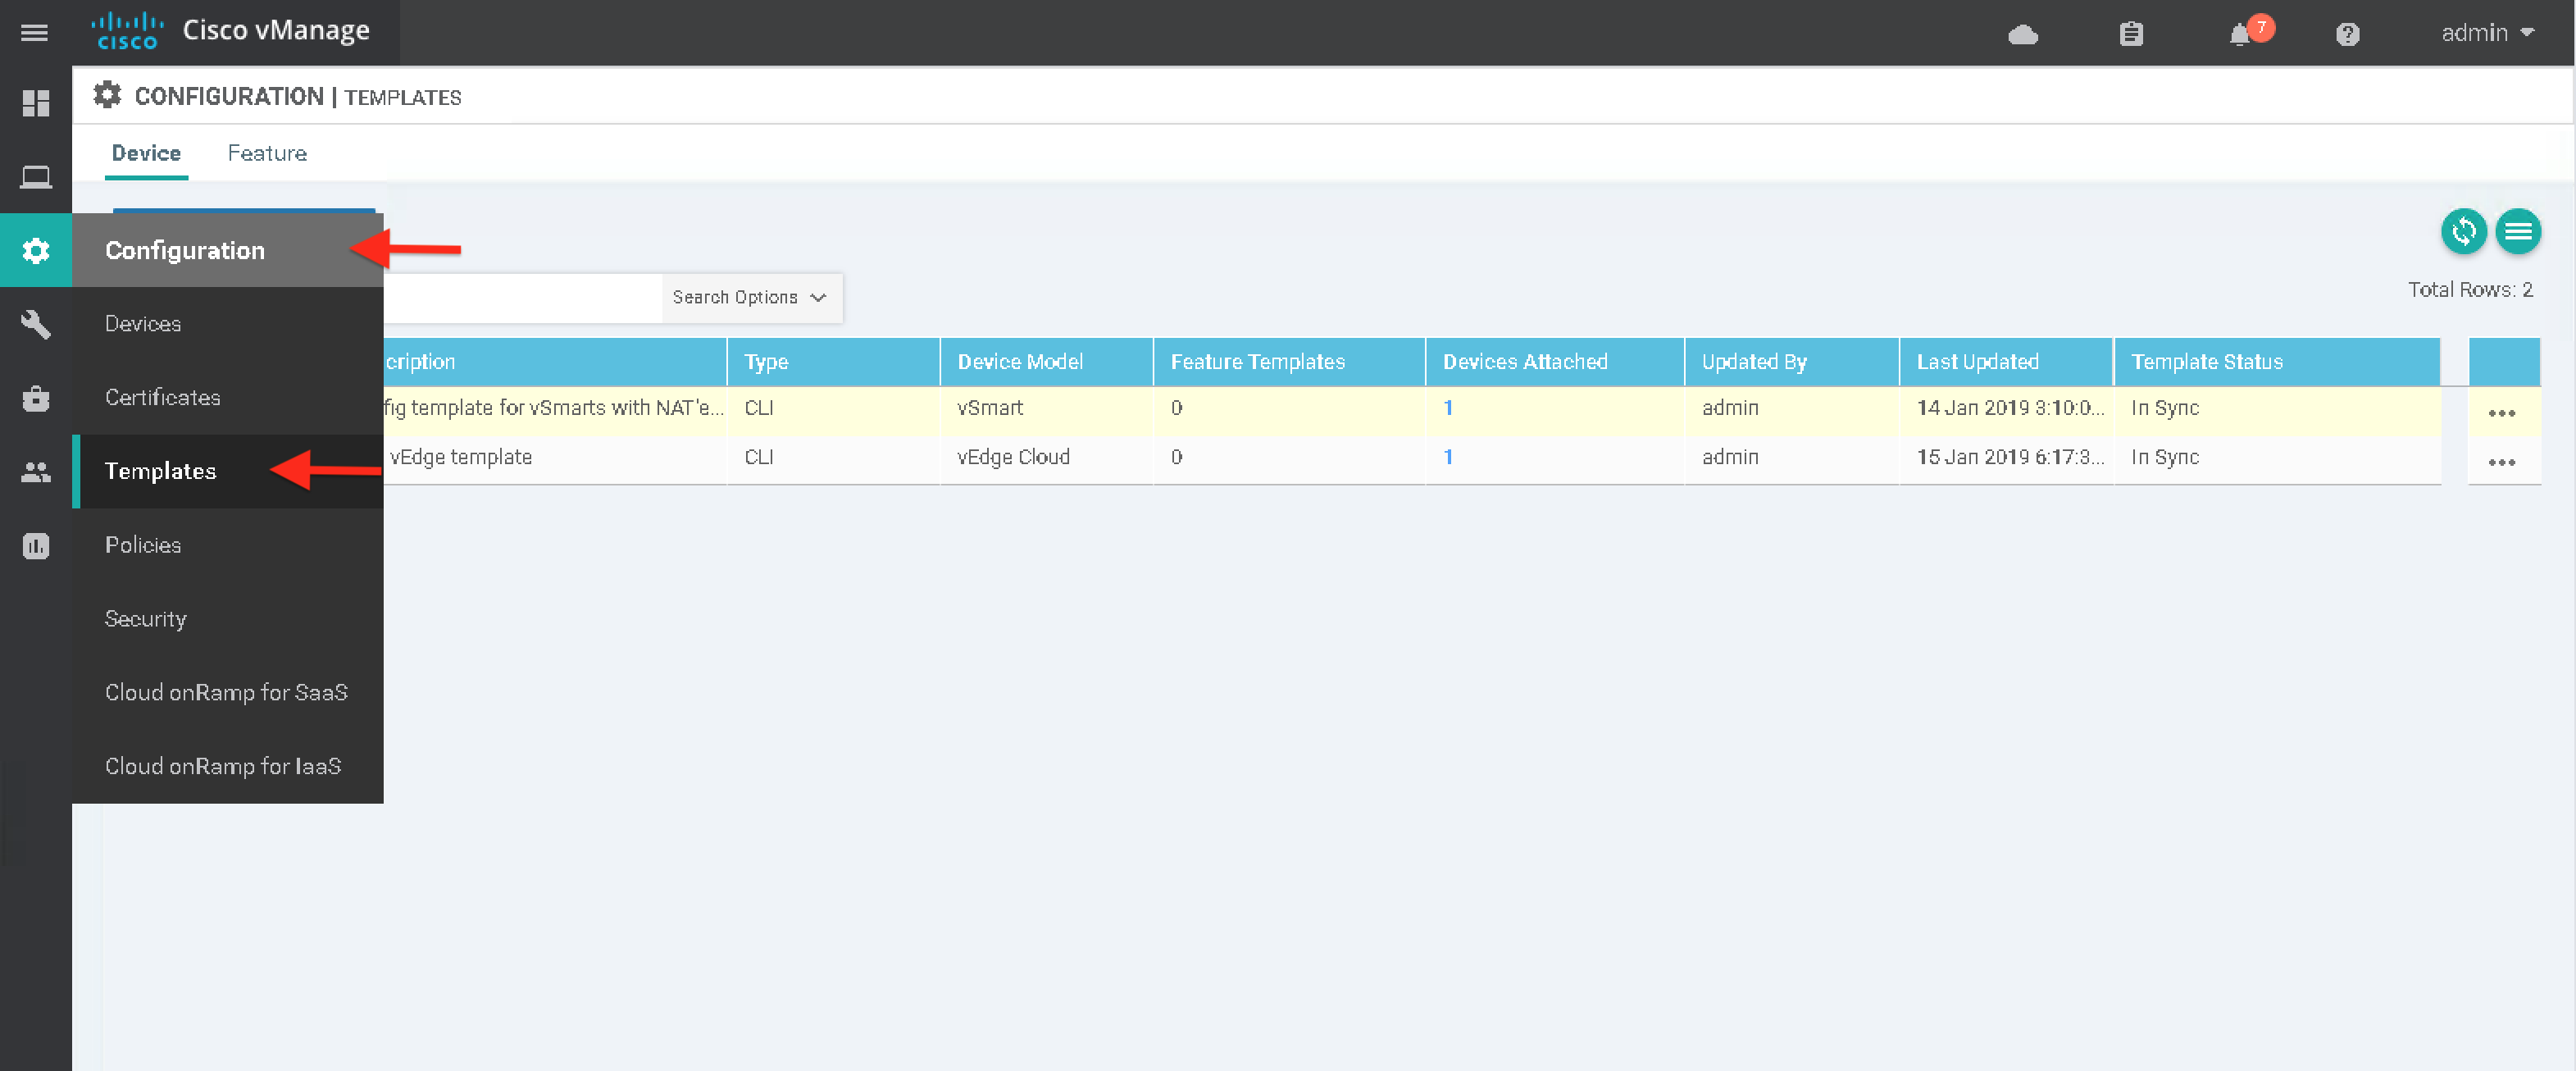 CISCO Cisco vManage 7 admin
CONFIGURATION | TEMPLATES
Device Feature
Configuration
Search Options
Total Rows: 2
Devices
cription Type Device Model Feature Templates Devices Attached Updated By Last Updated Template Status
Certificates
fig template for vSmarts with NAT'e... CLI vSmart 0 1 admin 14 Jan 2019 3:10:0... In Sync
vEdge template CLI vEdge Cloud 0 1 admin 15 Jan 2019 6:17:3... In Sync
Templates
Policies
Security
Cloud onRamp for SaaS
Cloud onRamp for IaaS